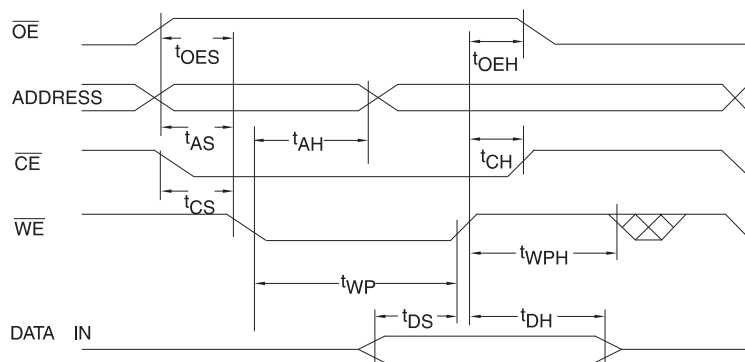 OE
tOES
tOEH
ADDRESS
tAS
tAH
tCH
CE
tCS
WE
tWPH
tWP
tDS
tDH
DATA IN